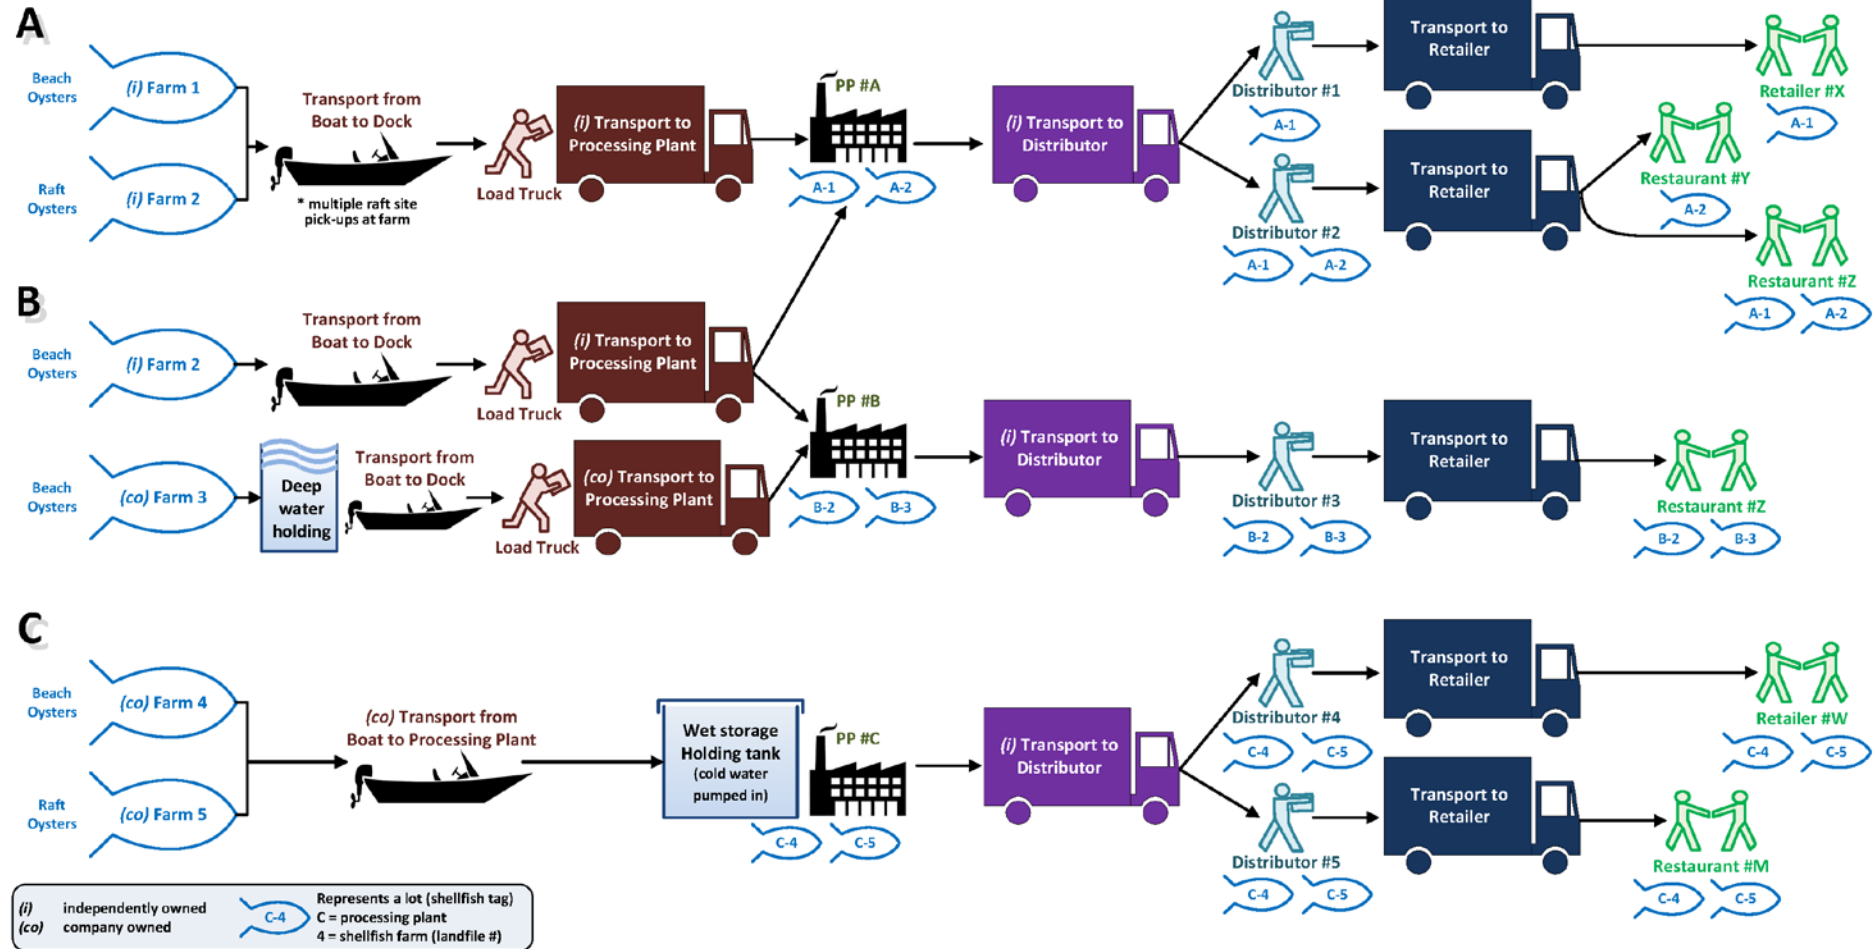 A
Beach
Oysters
(i) Farm 1
Raft
Oysters
(i) Farm 2
Transport from
Boat to Dock
* multiple raft site
pick-ups at farm
Load Truck
(i) Transport to
Processing Plant
PP #A
A-1
A-2
(i) Transport to
Distributor
Distributor #1
A-1
Distributor #2
A-1
A-2
Transport to
Retailer
Transport to
Retailer
Retailer #X
A-1
Restaurant #Y
A-2
Restaurant #Z
A-1
A-2
B
Beach
Oysters
(i) Farm 2
Transport from
Boat to Dock
Load Truck
(i) Transport to
Processing Plant
Beach
Oysters
(co) Farm 3
Deep
water
holding
Transport from
Boat to Dock
Load Truck
(co) Transport to
Processing Plant
PP #B
B-2
B-3
(i) Transport to
Distributor
Distributor #3
B-2
B-3
Transport to
Retailer
Restaurant #Z
B-2
B-3
C
Beach
Oysters
(co) Farm 4
Raft
Oysters
(co) Farm 5
(co) Transport from
Boat to Processing Plant
Wet storage
Holding tank
(cold water
pumped in)
PP #C
C-4
C-5
(i) Transport to
Distributor
Distributor #4
C-4
C-5
Distributor #5
C-4
C-5
Transport to
Retailer
Transport to
Retailer
Retailer #W
C-4
C-5
Restaurant #M
C-4
C-5
(i) independently owned
(co) company owned
C-4
Represents a lot (shellfish tag)
C = processing plant
4 = shellfish farm (landfile #)